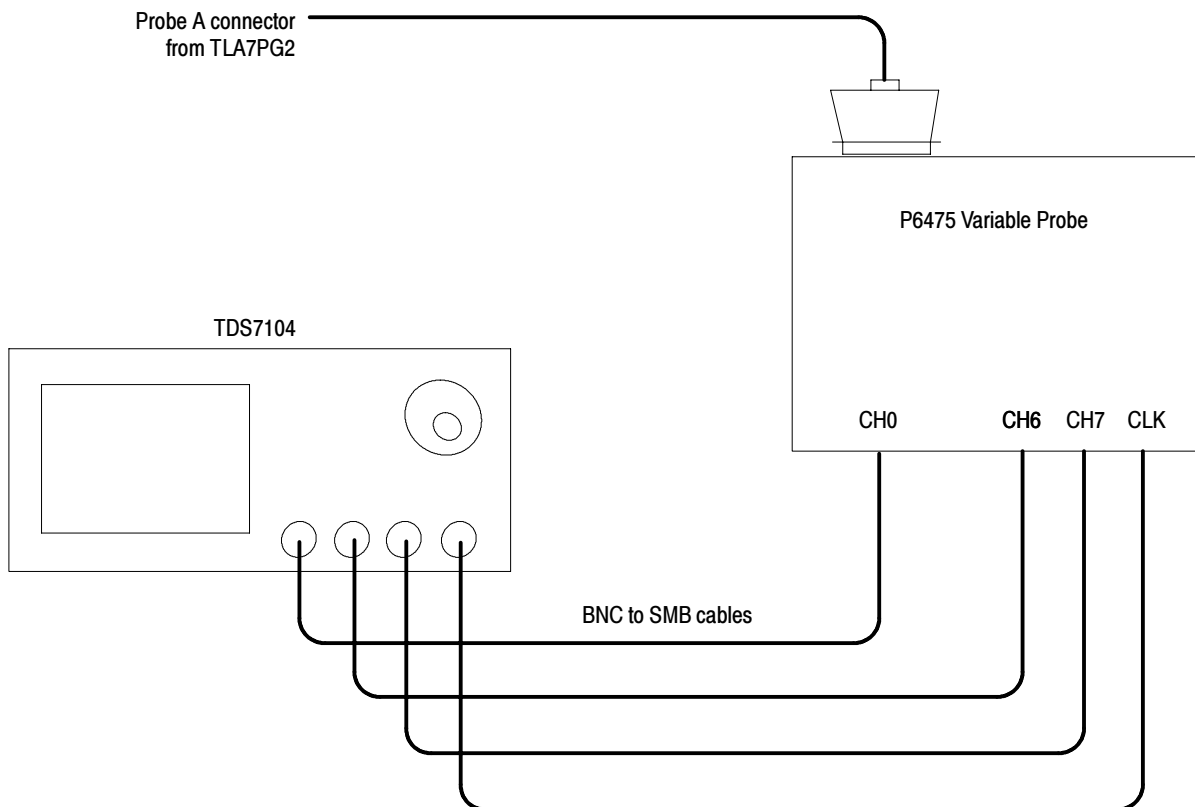 Probe A connector
from TLA7PG2
P6475 Variable Probe
TDS7104
CH0 CH6 CH7 CLK
BNC to SMB cables